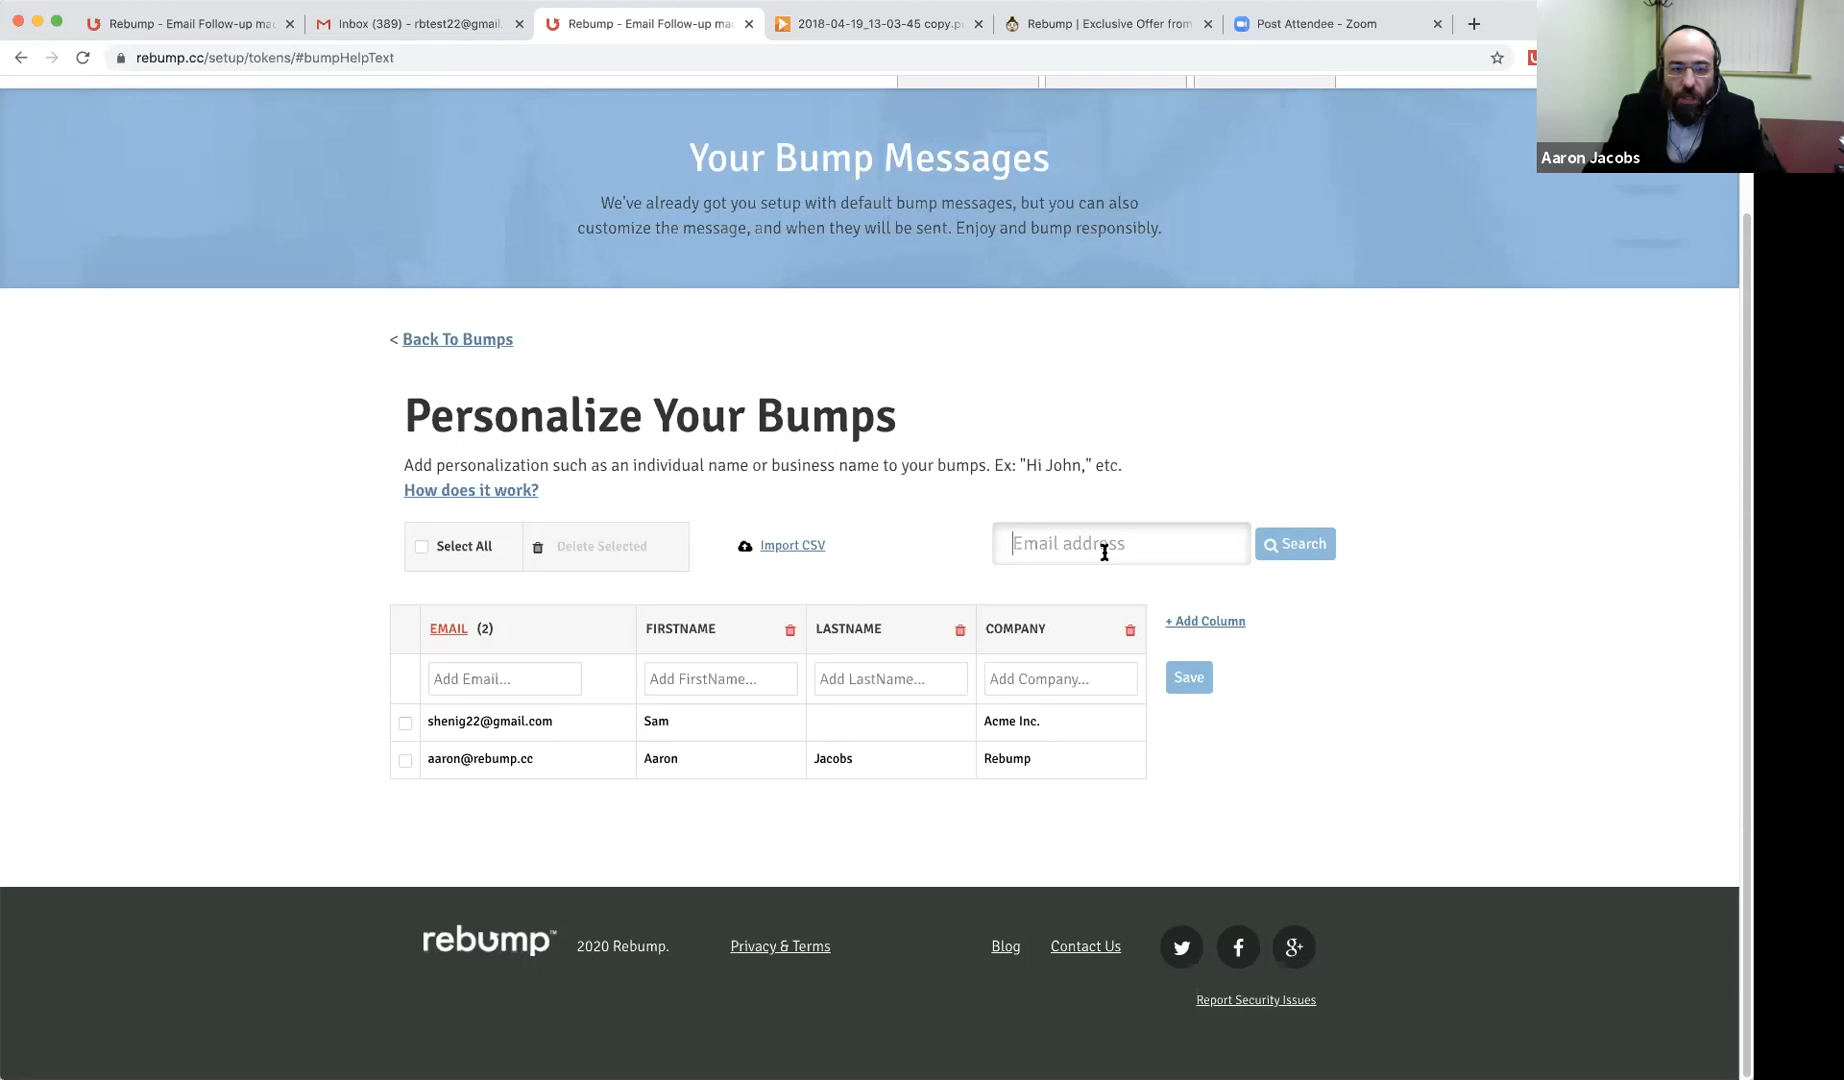 Rebump - Email Follow-up mac
Inbox (389) - rbtest22@gmail.
Rebump - Email Follow-up mac
2018-04-19_13-03-45 copy.p
Rebump | Exclusive Offer from
Post Attendee - Zoom
rebump.cc/setup/tokens/#bumpHelpText
Aaron Jacobs
Your Bump Messages
We've already got you setup with default bump messages, but you can also
customize the message, and when they will be sent. Enjoy and bump responsibly.
< Back To Bumps
Personalize Your Bumps
Add personalization such as an individual name or business name to your bumps. Ex: "Hi John," etc.
How does it work?
Select All Delete Selected Import CSV Email address Search
EMAIL (2) FIRSTNAME LASTNAME COMPANY + Add Column
Add Email... Add FirstName... Add LastName... Add Company... Save
shenig22@gmail.com Sam Acme Inc.
aaron@rebump.cc Aaron Jacobs Rebump
rebump™ 2020 Rebump. Privacy & Terms Blog Contact Us
Report Security Issues